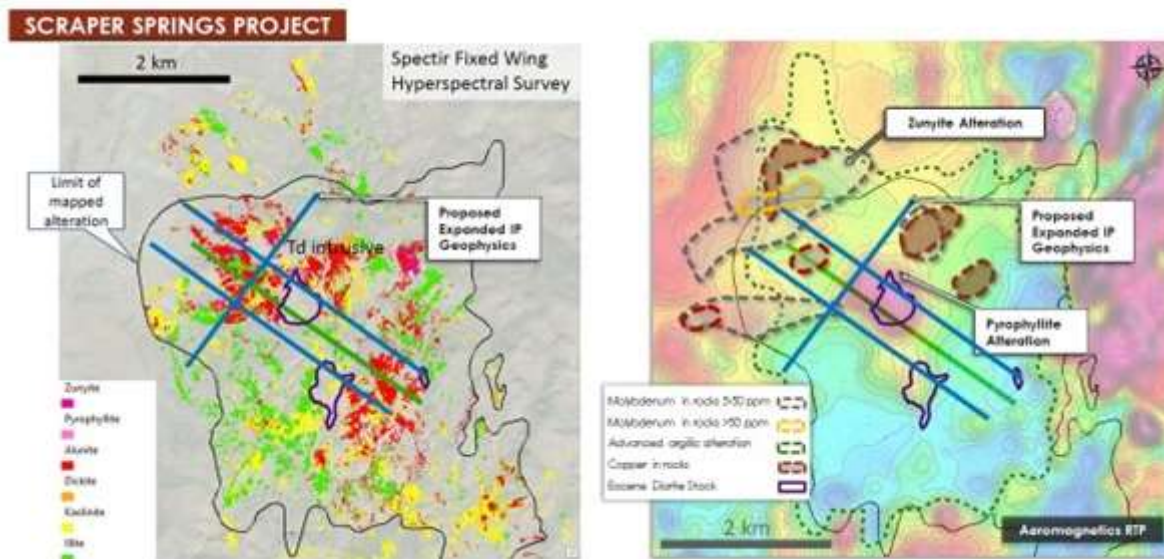 SCRAPER SPRINGS PROJECT
2 km
Spectir Fixed Wing
Hyperspectral Survey
Limit of
mapped
alteration
Td intrusive
Proposed
Expanded IP
Geophysics
Zunyite
Pyrophyllite
Alunite
Dickite
Kaolinite
Illite
Zunyite Alteration
Proposed
Expanded IP
Geophysics
Pyrophyllite
Alteration
Molybdenum in rocks 5-50 ppm
Molybdenum in rocks >50 ppm
Advanced argillic alteration
Copper in rocks
Eocene Diorite Stock
2 km
Aeromagnetics RTP